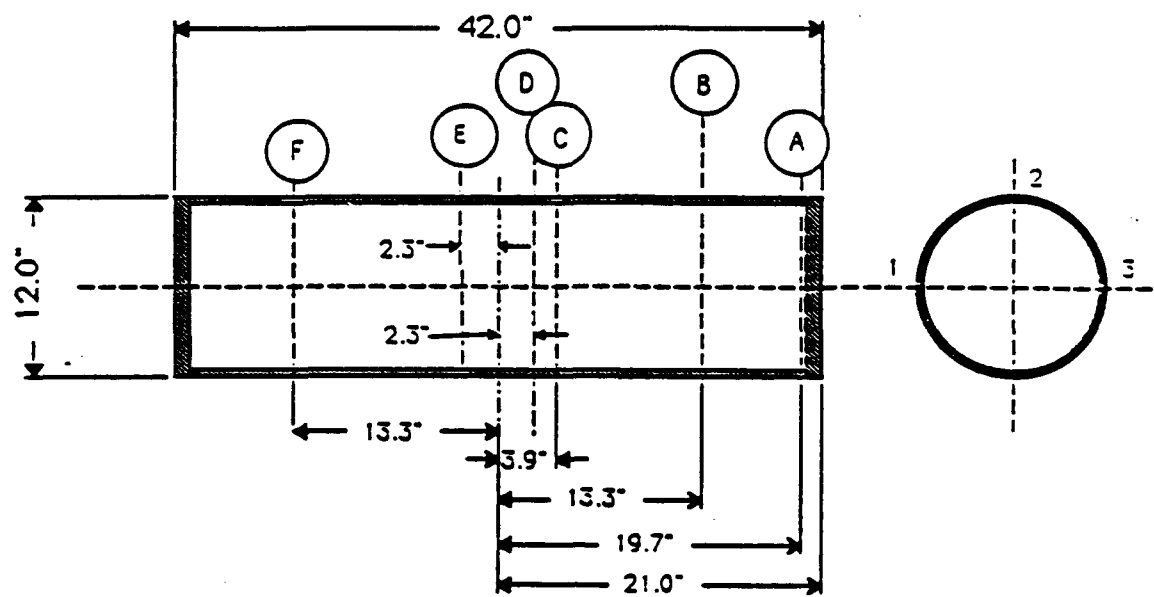 42.0"
D
B
F
E
C
A
2
2.3"
12.0"
1
3
2.3"
13.3"
3.9"
13.3"
19.7"
21.0"